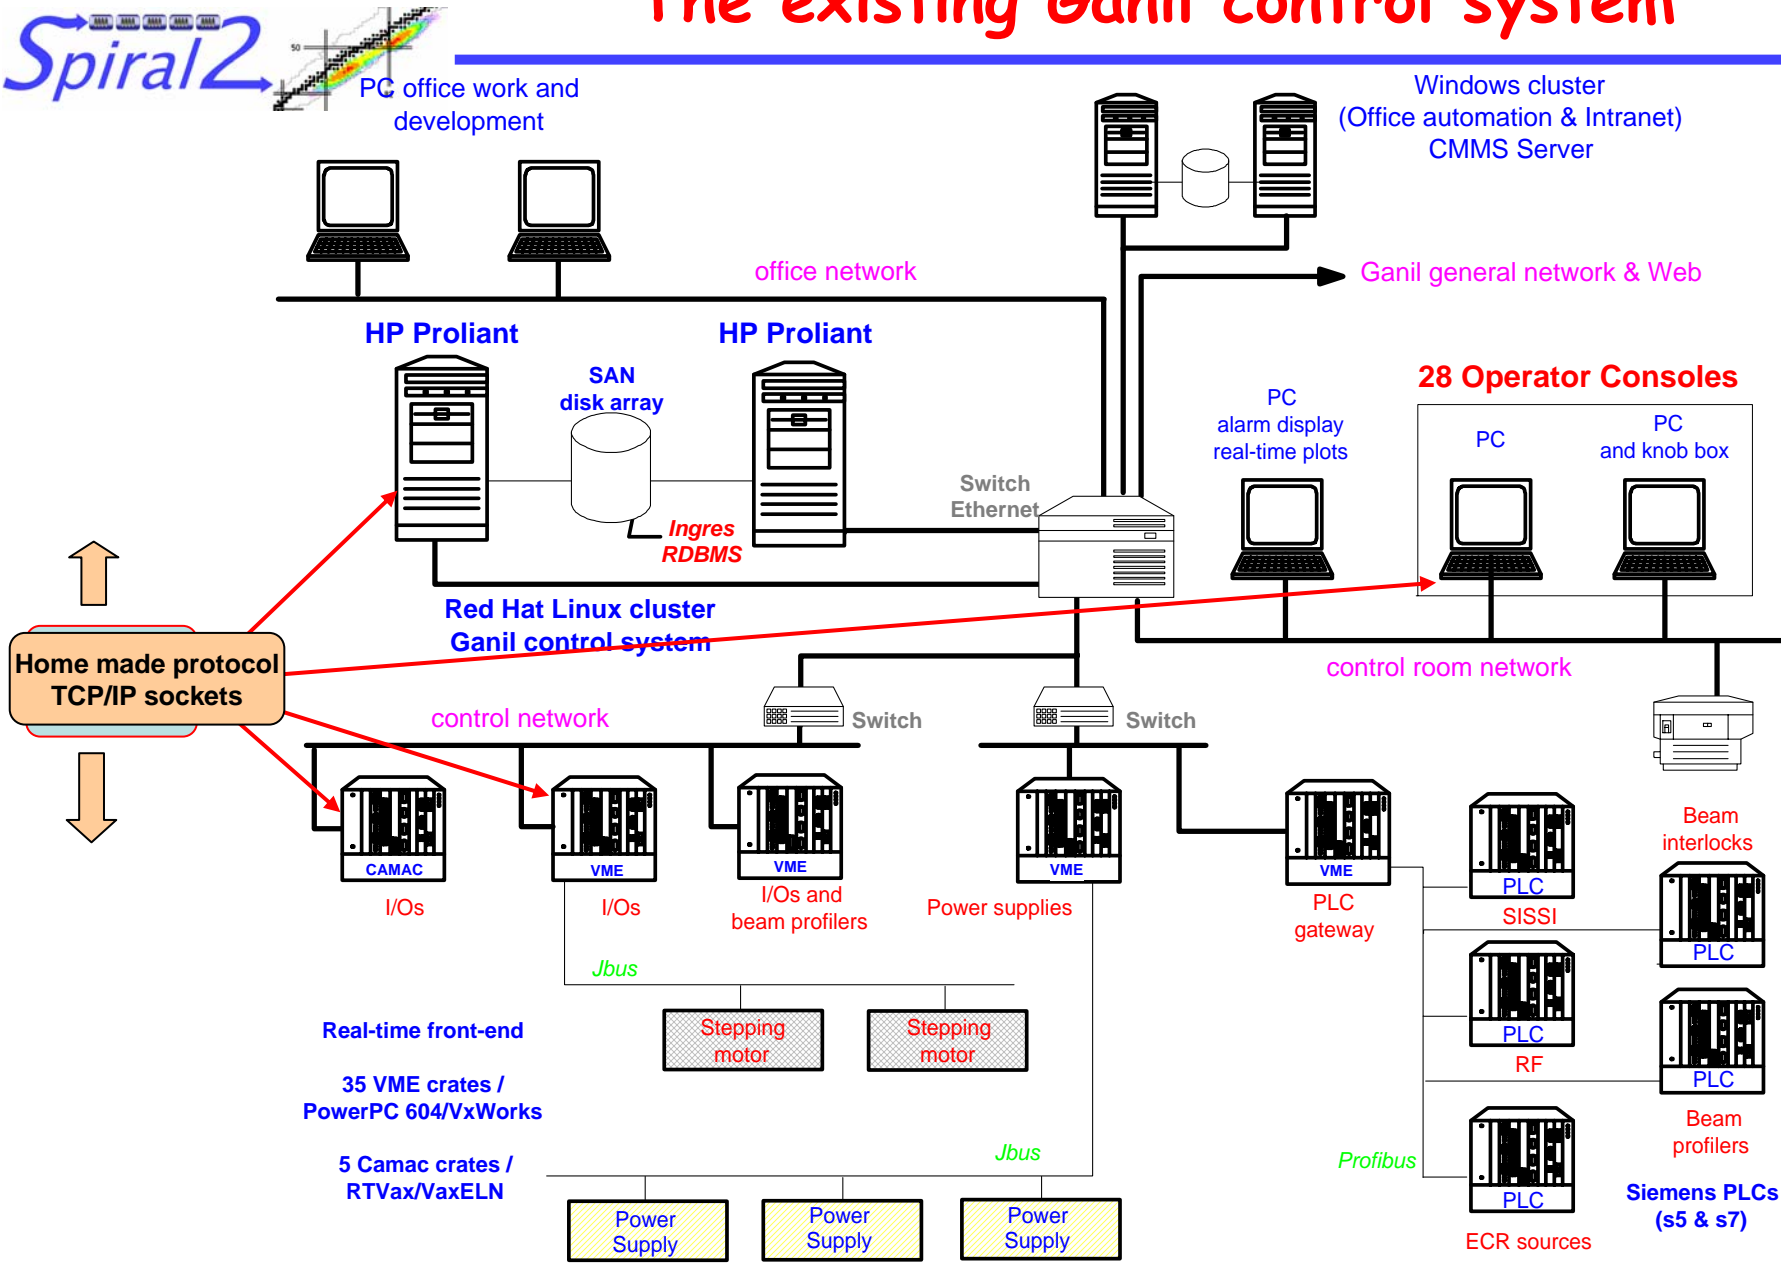 The existing Ganil control system
Spiral2
50
PC office work and
development
Windows cluster
(Office automation & Intranet)
CMMS Server
office network
Ganil general network & Web
HP Proliant
HP Proliant
SAN
disk array
Ingres
RDBMS
Switch
Ethernet
28 Operator Consoles
PC
alarm display
real-time plots
PC
PC
and knob box
Red Hat Linux cluster
Ganil control system
Home made protocol
TCP/IP sockets
control room network
control network
Switch
Switch
CAMAC
I/Os
VME
I/Os
VME
I/Os and
beam profilers
VME
Power supplies
VME
PLC
gateway
PLC
SISSI
Beam
interlocks
PLC
PLC
RF
PLC
Beam
profilers
PLC
ECR sources
Profibus
Siemens PLCs
(s5 & s7)
Jbus
Stepping
motor
Stepping
motor
Real-time front-end
35 VME crates /
PowerPC 604/VxWorks
5 Camac crates /
RTVax/VaxELN
Jbus
Power
Supply
Power
Supply
Power
Supply